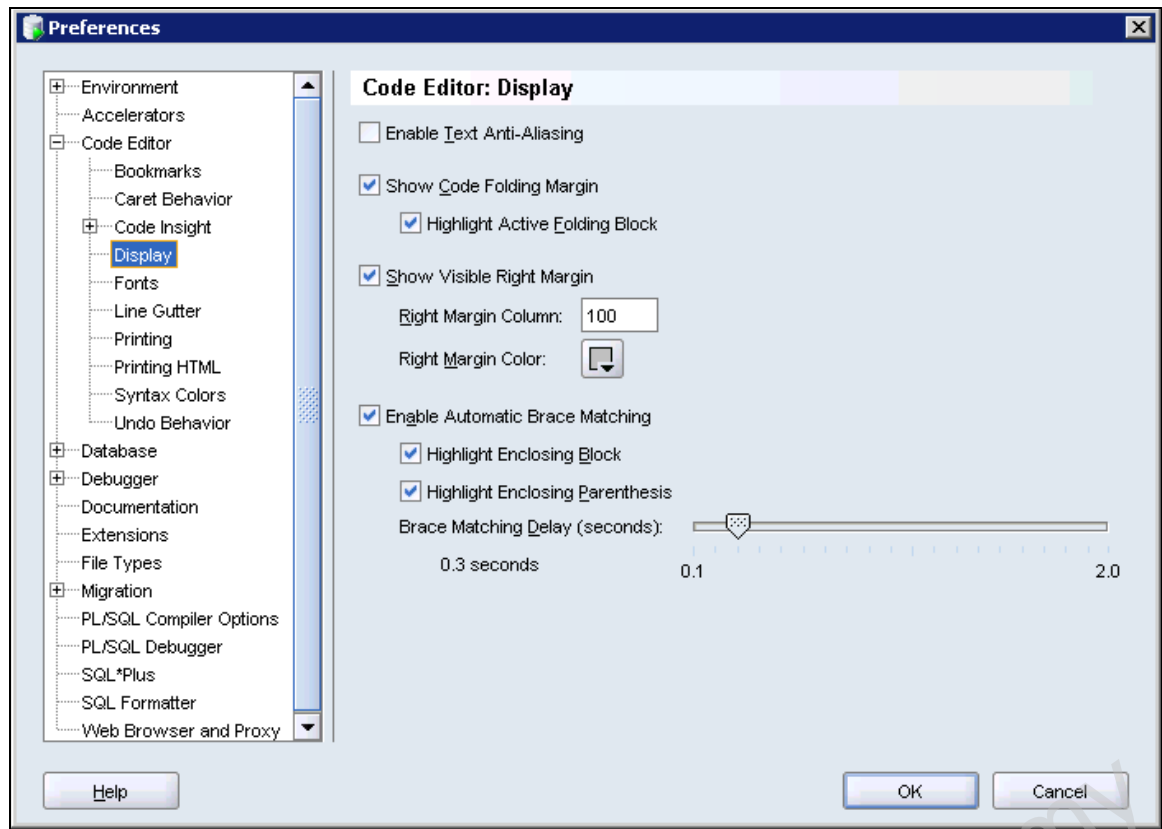 Preferences
Environment
Accelerators
Code Editor
Bookmarks
Caret Behavior
Code Insight
Display
Fonts
Line Gutter
Printing
Printing HTML
Syntax Colors
Undo Behavior
Database
Debugger
Documentation
Extensions
File Types
Migration
PL/SQL Compiler Options
PL/SQL Debugger
SQL*Plus
SQL Formatter
Web Browser and Proxy
Code Editor: Display
Enable Text Anti-Aliasing
Show Code Folding Margin
Highlight Active Folding Block
Show Visible Right Margin
Right Margin Column: 100
Right Margin Color:
Enable Automatic Brace Matching
Highlight Enclosing Block
Highlight Enclosing Parenthesis
Brace Matching Delay (seconds):
0.3 seconds
0.1 2.0
Help OK Cancel